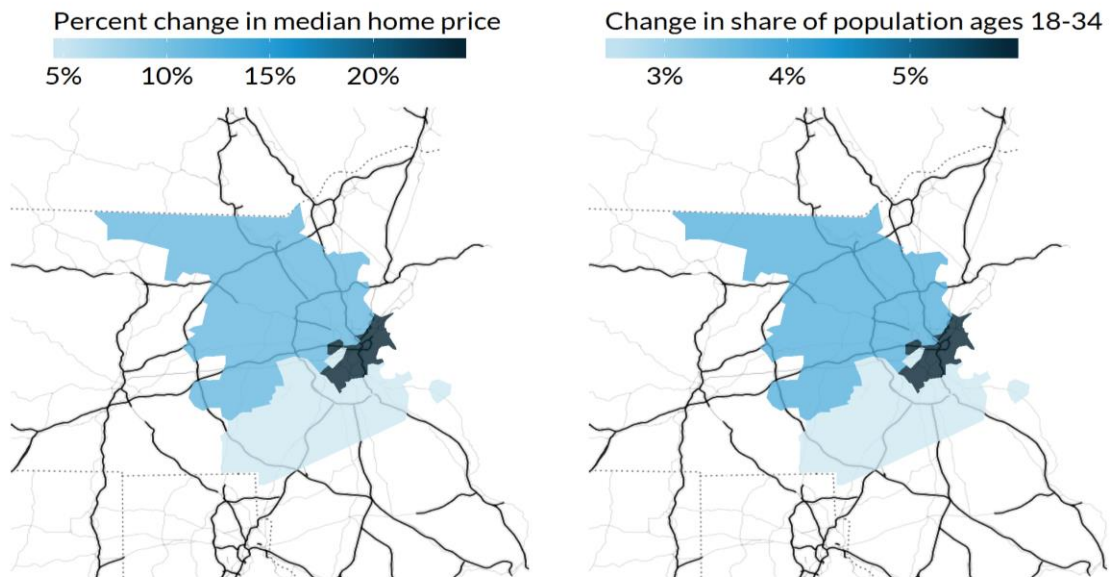 Percent change in median home price
5% 10% 15% 20%
Change in share of population ages 18-34
3% 4% 5%